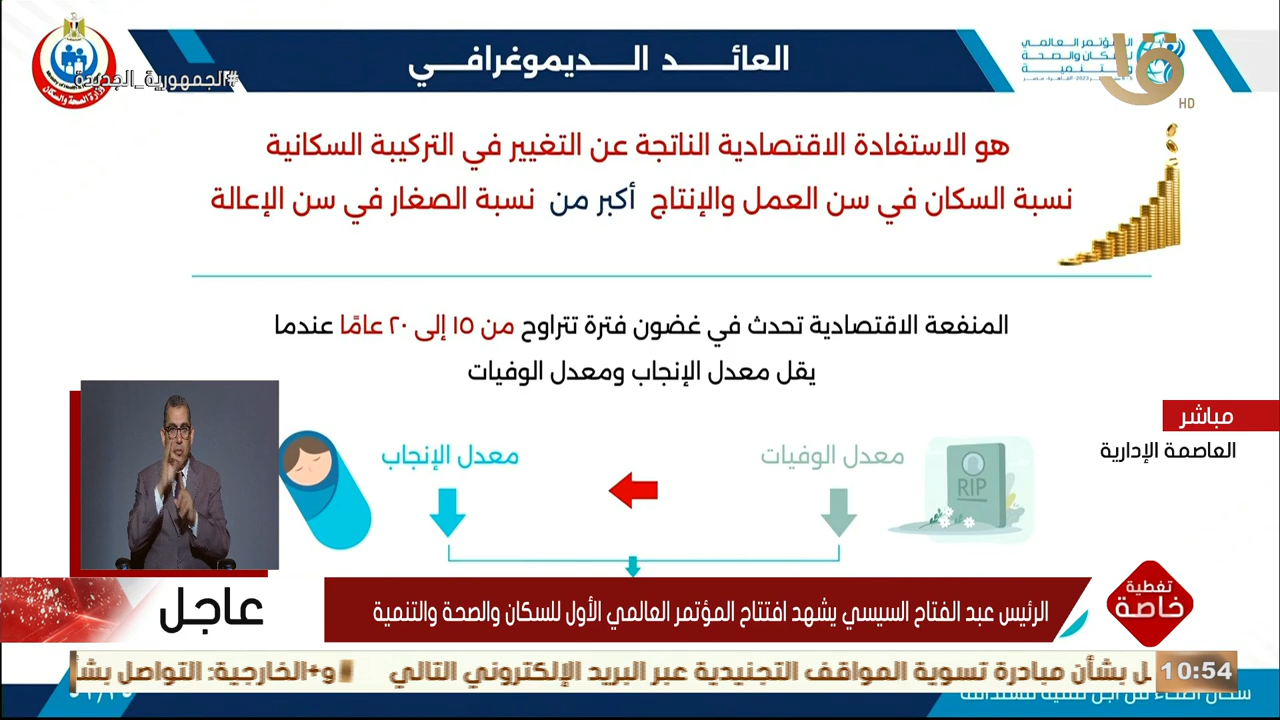 العائد الديموغرافي
#الجمهورية_الجديدة
وزارة الصحة والسكان
HD
هو الاستفادة الاقتصادية الناتجة عن التغيير في التركيبة السكانية
نسبة السكان في سن العمل والإنتاج أكبر من نسبة الصغار في سن الإعالة
المنفعة الاقتصادية تحدث في غضون فترة تتراوح من ١٥ إلى ٢٠ عامًا عندما
يقل معدل الإنجاب ومعدل الوفيات
مباشر
العاصمة الإدارية
معدل الوفيات
معدل الإنجاب
RIP
تغطية
خاصة
الرئيس عبد الفتاح السيسي يشهد افتتاح المؤتمر العالمي الأول للسكان والصحة والتنمية
عاجل
10:54
بشأن مبادرة تسوية المواقف التجنيدية عبر البريد الإلكتروني التالي
و+الخارجية: التواصل